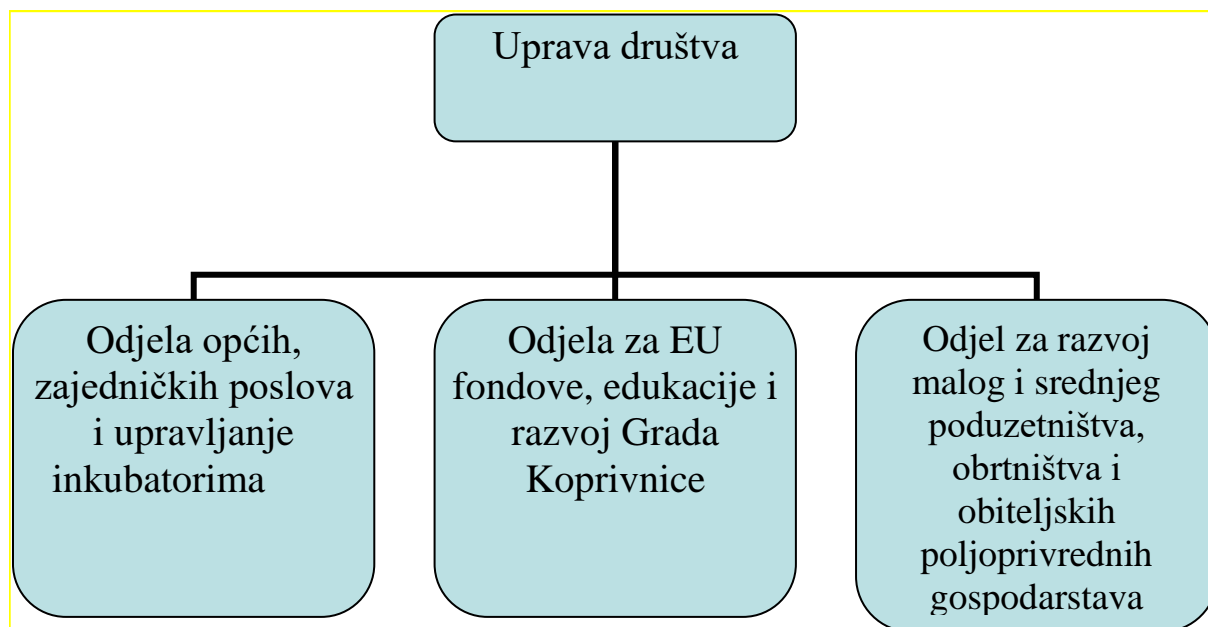 Uprava društva
Odjela općih,
zajedničkih poslova
i upravljanje
inkubatorima
Odjela za EU
fondove, edukacije i
razvoj Grada
Koprivnice
Odjel za razvoj
malog i srednjeg
poduzetništva,
obrtništva i
obiteljskih
poljoprivrednih
gospodarstava